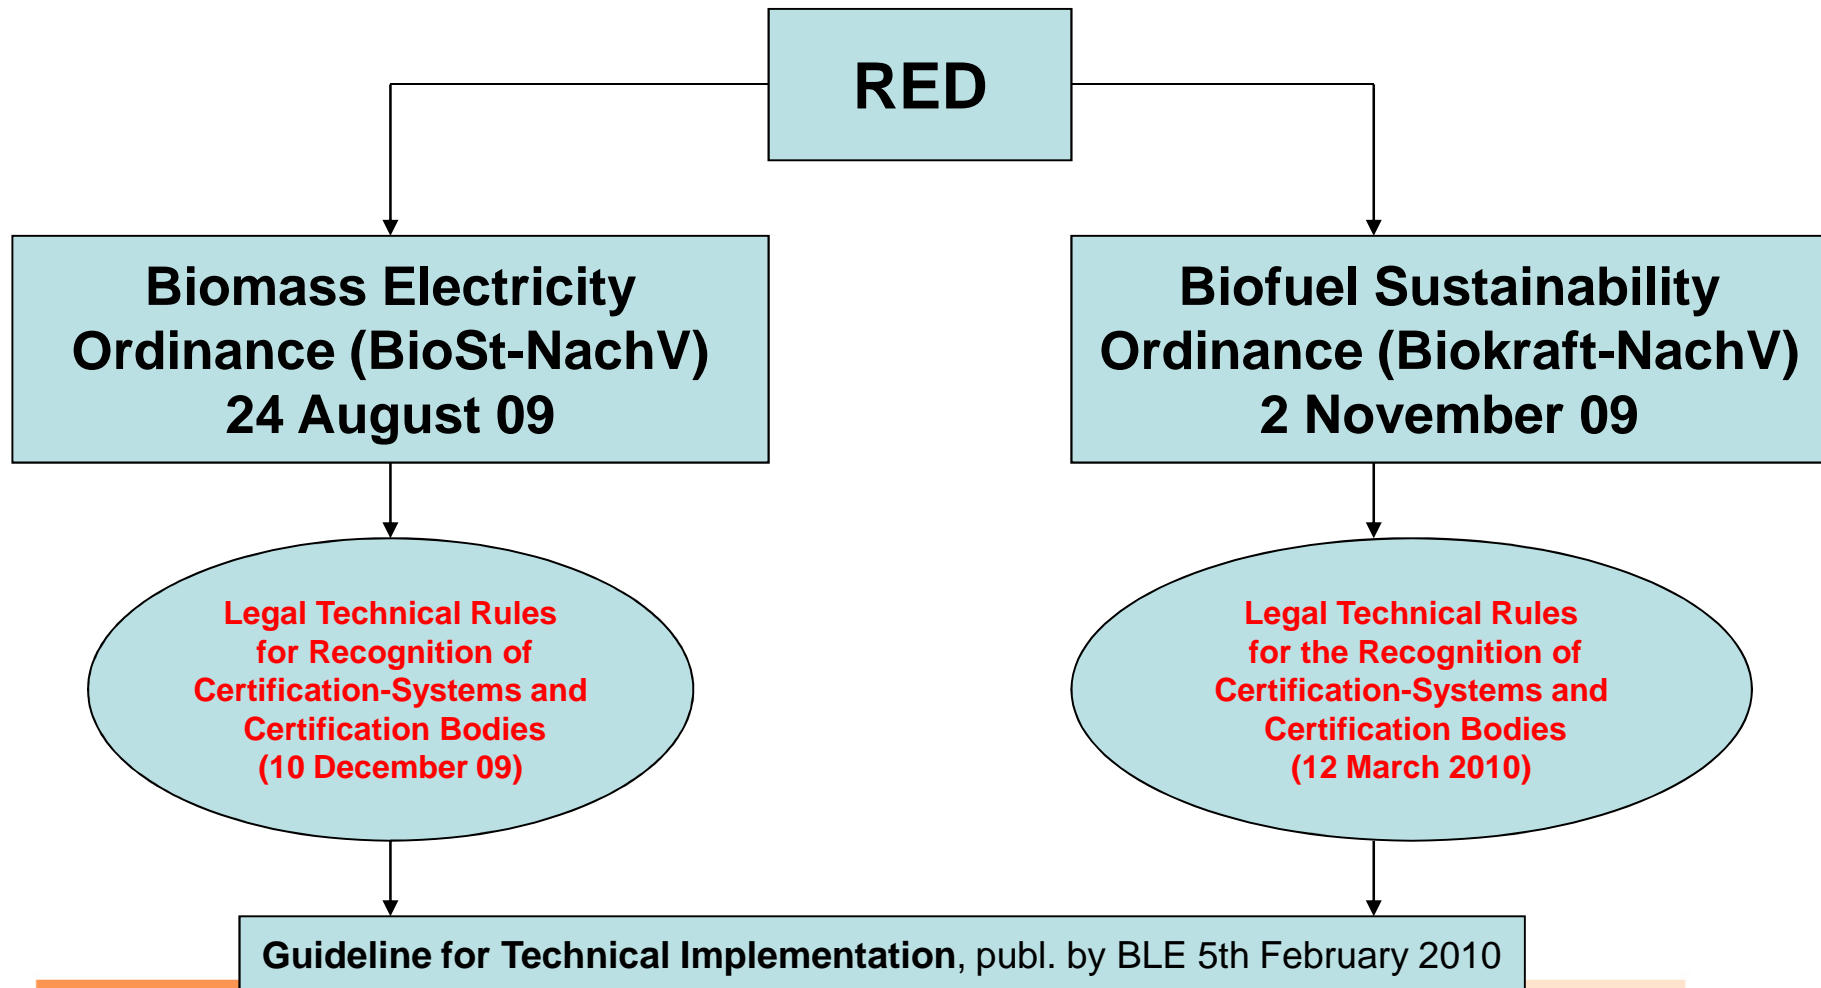 RED
Biomass Electricity
Ordinance (BioSt-NachV)
24 August 09
Biofuel Sustainability
Ordinance (Biokraft-NachV)
2 November 09
Legal Technical Rules
for Recognition of
Certification-Systems and
Certification Bodies
(10 December 09)
Legal Technical Rules
for the Recognition of
Certification-Systems and
Certification Bodies
(12 March 2010)
Guideline for Technical Implementation, publ. by BLE 5th February 2010